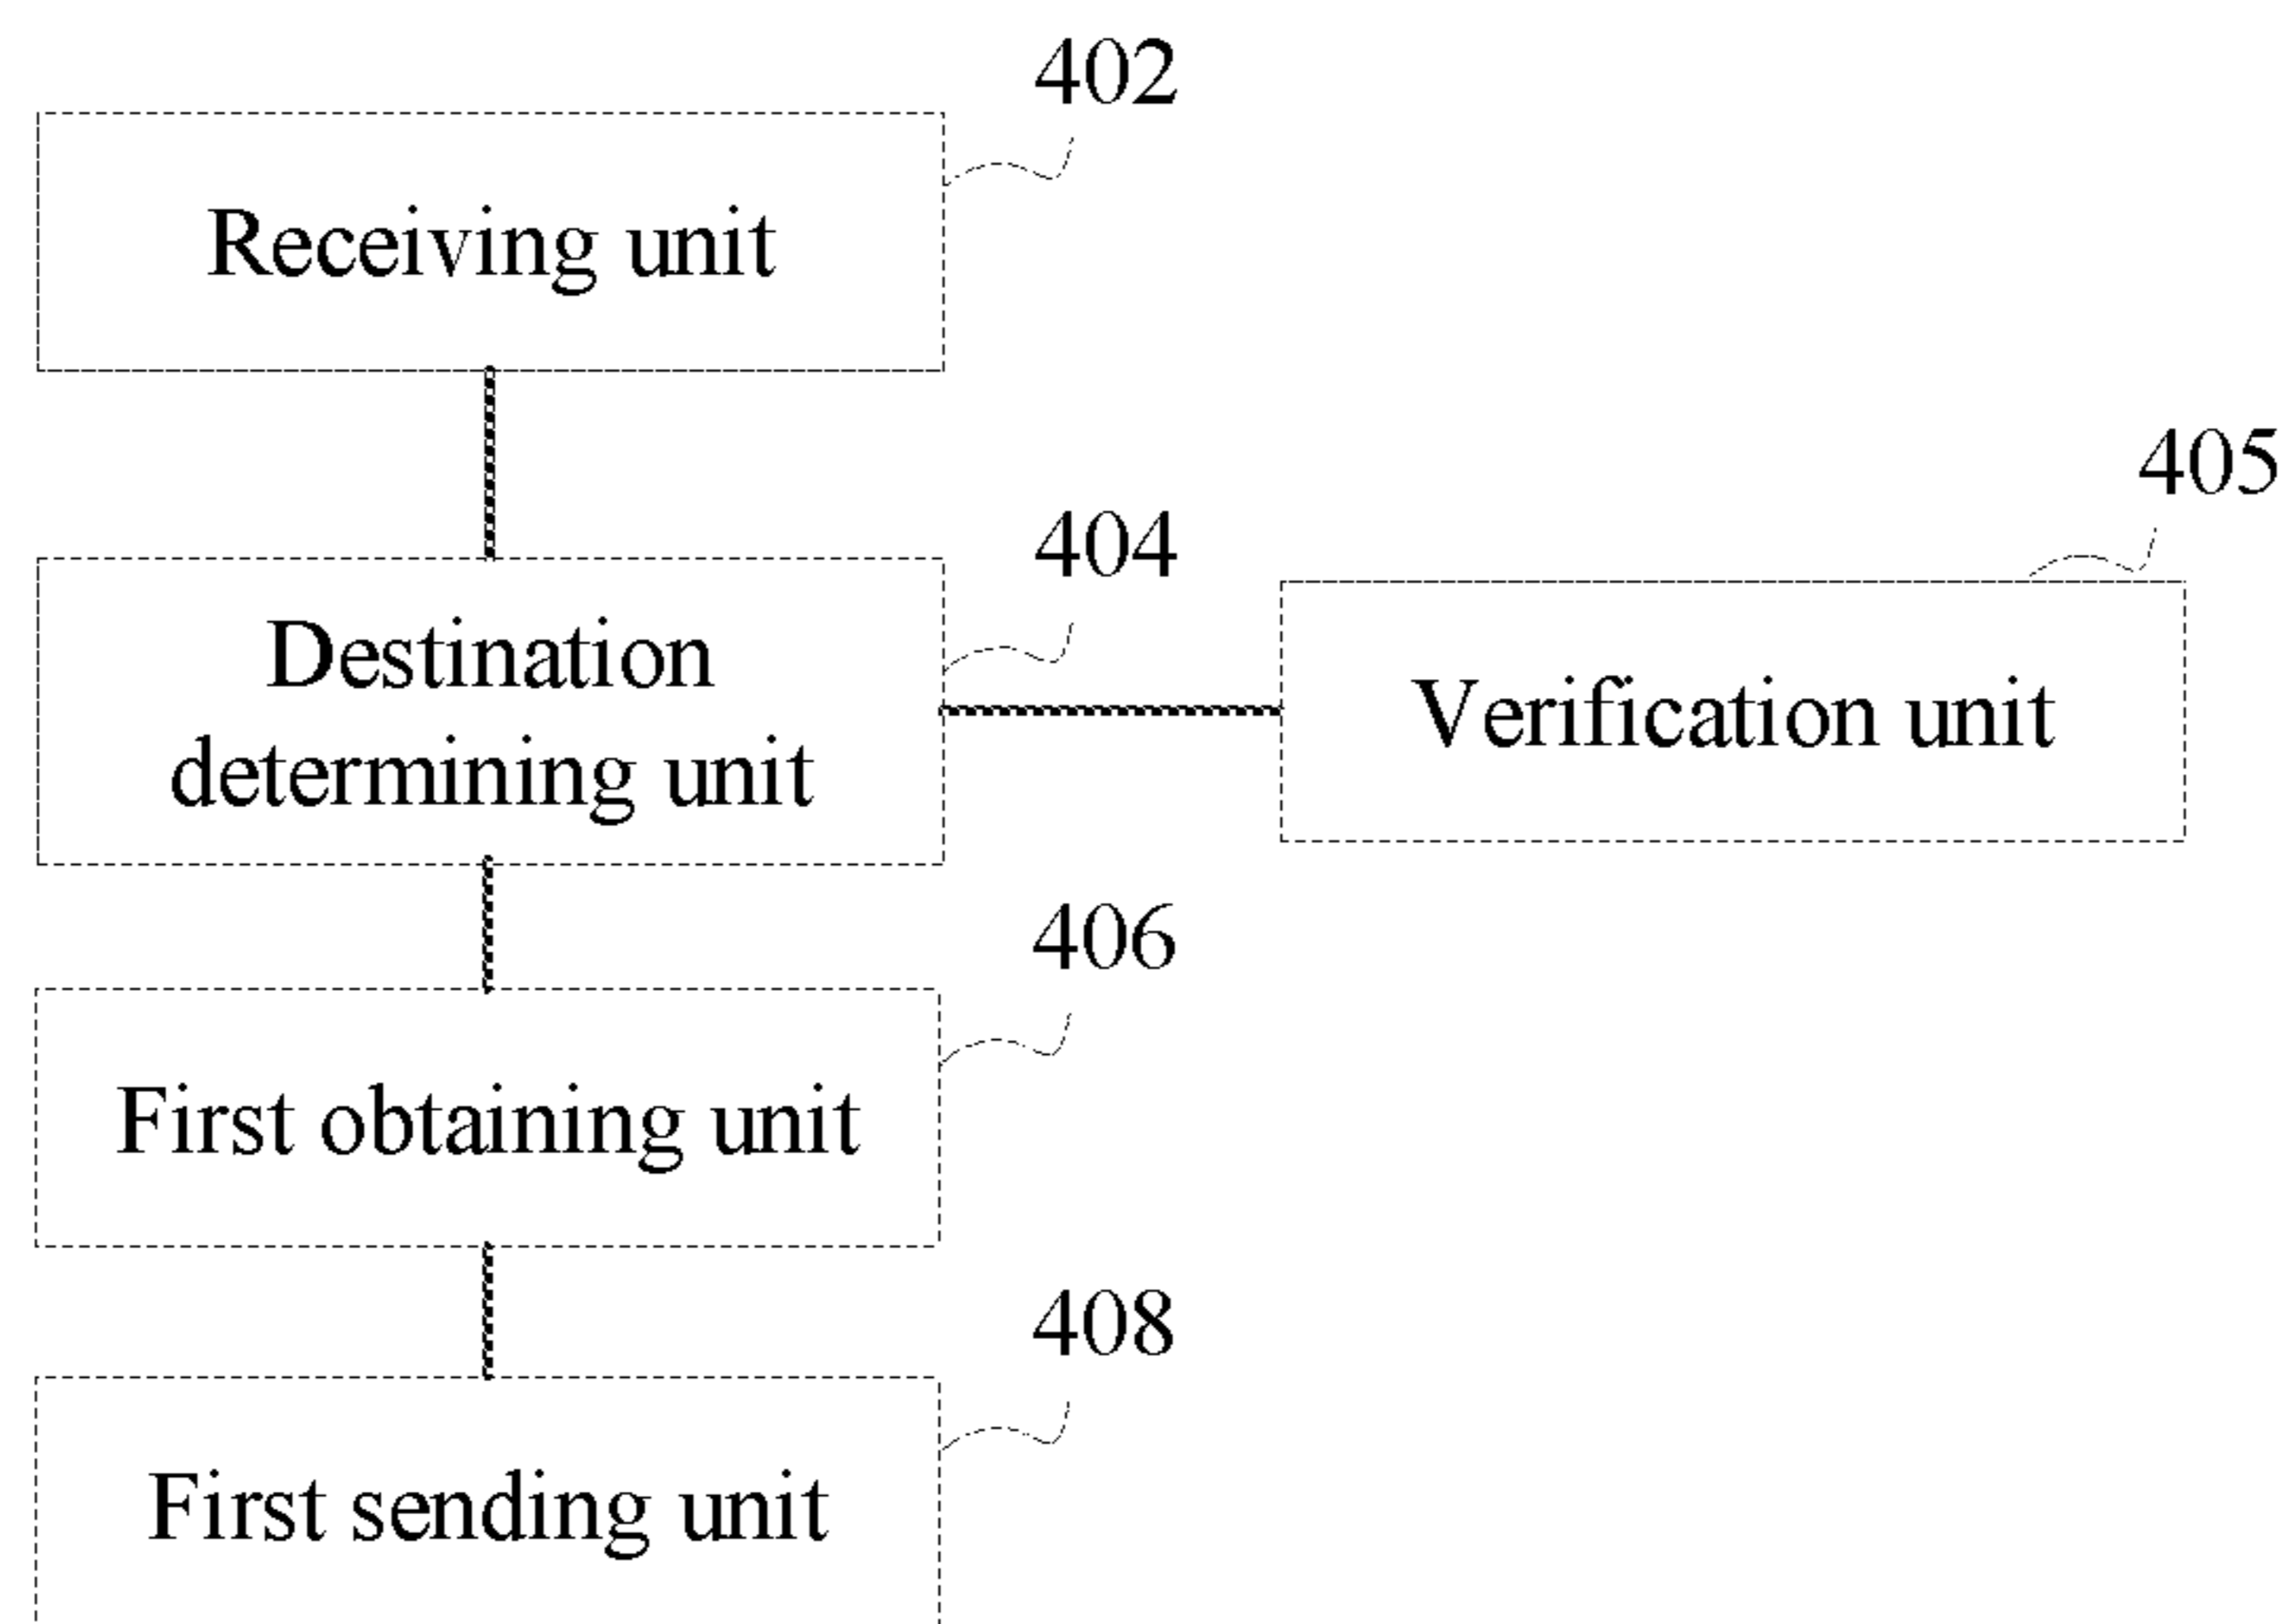 402
Receiving unit
405
404
Destination
determining unit
Verification unit
406
First obtaining unit
408
First sending unit